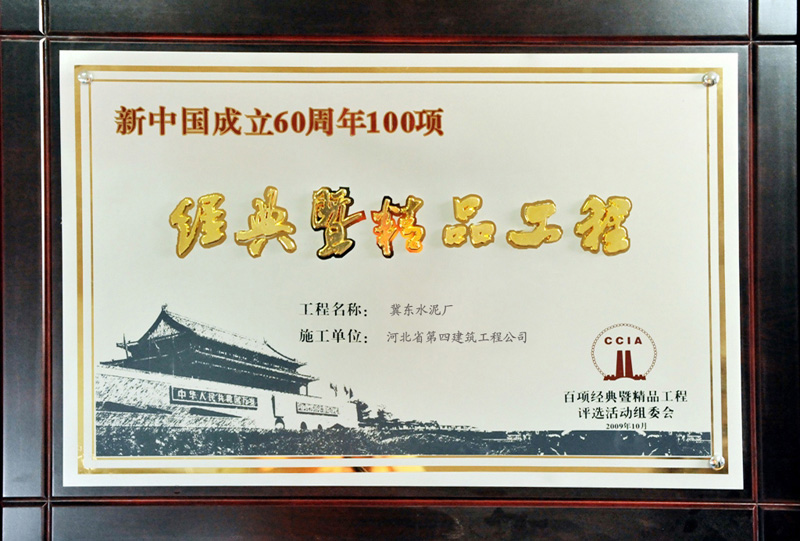 新中国成立60周年100项
经典暨精品工程
工程名称： 冀东水泥厂
施工单位： 河北省第四建筑工程公司
CCIA
百项经典暨精品工程
评选活动组委会
2009年10月